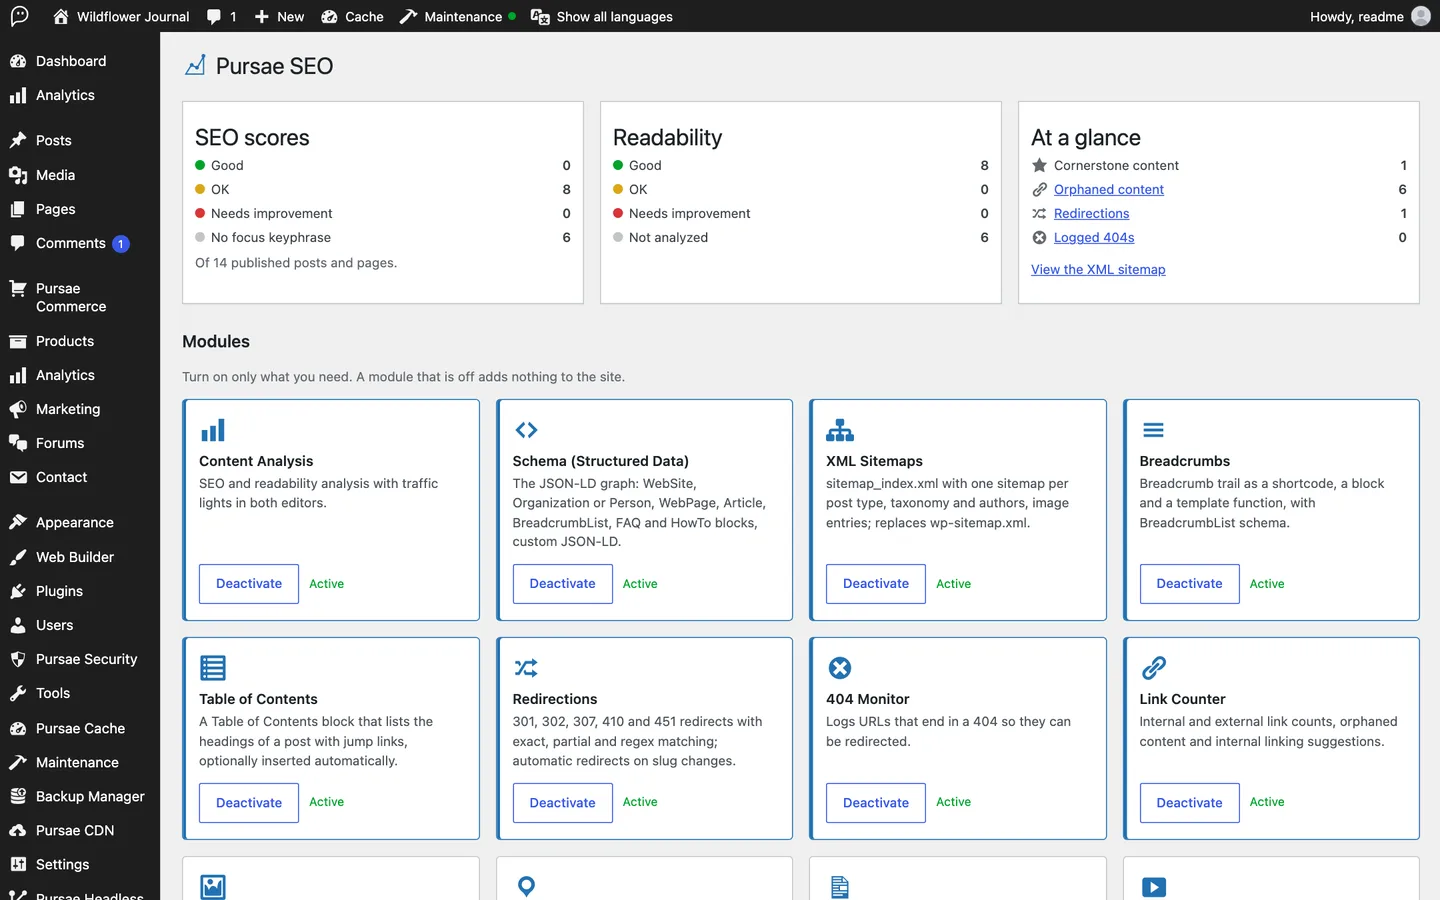 Wildflower Journal
1
New
Cache
Maintenance
Show all languages
Howdy, readme
Dashboard
Analytics
Posts
Media
Pages
Comments 1
Pursae
Commerce
Products
Analytics
Marketing
Forums
Contact
Appearance
Web Builder
Plugins
Users
Pursae Security
Tools
Pursae Cache
Maintenance
Backup Manager
Pursae CDN
Settings
Pursae Headless
Pursae SEO
SEO scores
Good 0
OK 8
Needs improvement 0
No focus keyphrase 6
Of 14 published posts and pages.
Readability
Good 8
OK 0
Needs improvement 0
Not analyzed 6
At a glance
Cornerstone content 1
Orphaned content 6
Redirections 1
Logged 404s 0
View the XML sitemap
Modules
Turn on only what you need. A module that is off adds nothing to the site.
Content Analysis
SEO and readability analysis with traffic
lights in both editors.
Deactivate Active
Schema (Structured Data)
The JSON-LD graph: WebSite,
Organization or Person, WebPage, Article,
BreadcrumbList, FAQ and HowTo blocks,
custom JSON-LD.
Deactivate Active
XML Sitemaps
sitemap_index.xml with one sitemap per
post type, taxonomy and authors, image
entries; replaces wp-sitemap.xml.
Deactivate Active
Breadcrumbs
Breadcrumb trail as a shortcode, a block
and a template function, with
BreadcrumbList schema.
Deactivate Active
Table of Contents
A Table of Contents block that lists the
headings of a post with jump links,
optionally inserted automatically.
Deactivate Active
Redirections
301, 302, 307, 410 and 451 redirects with
exact, partial and regex matching;
automatic redirects on slug changes.
Deactivate Active
404 Monitor
Logs URLs that end in a 404 so they can
be redirected.
Deactivate Active
Link Counter
Internal and external link counts, orphaned
content and internal linking suggestions.
Deactivate Active